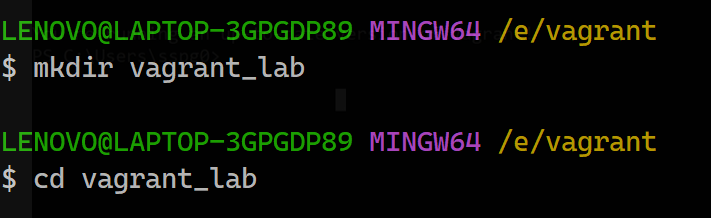 LENOVO@LAPTOP-3GPGDP89 MINGW64 /e/vagrant
$ mkdir vagrant_lab
LENOVO@LAPTOP-3GPGDP89 MINGW64 /e/vagrant
$ cd vagrant_lab